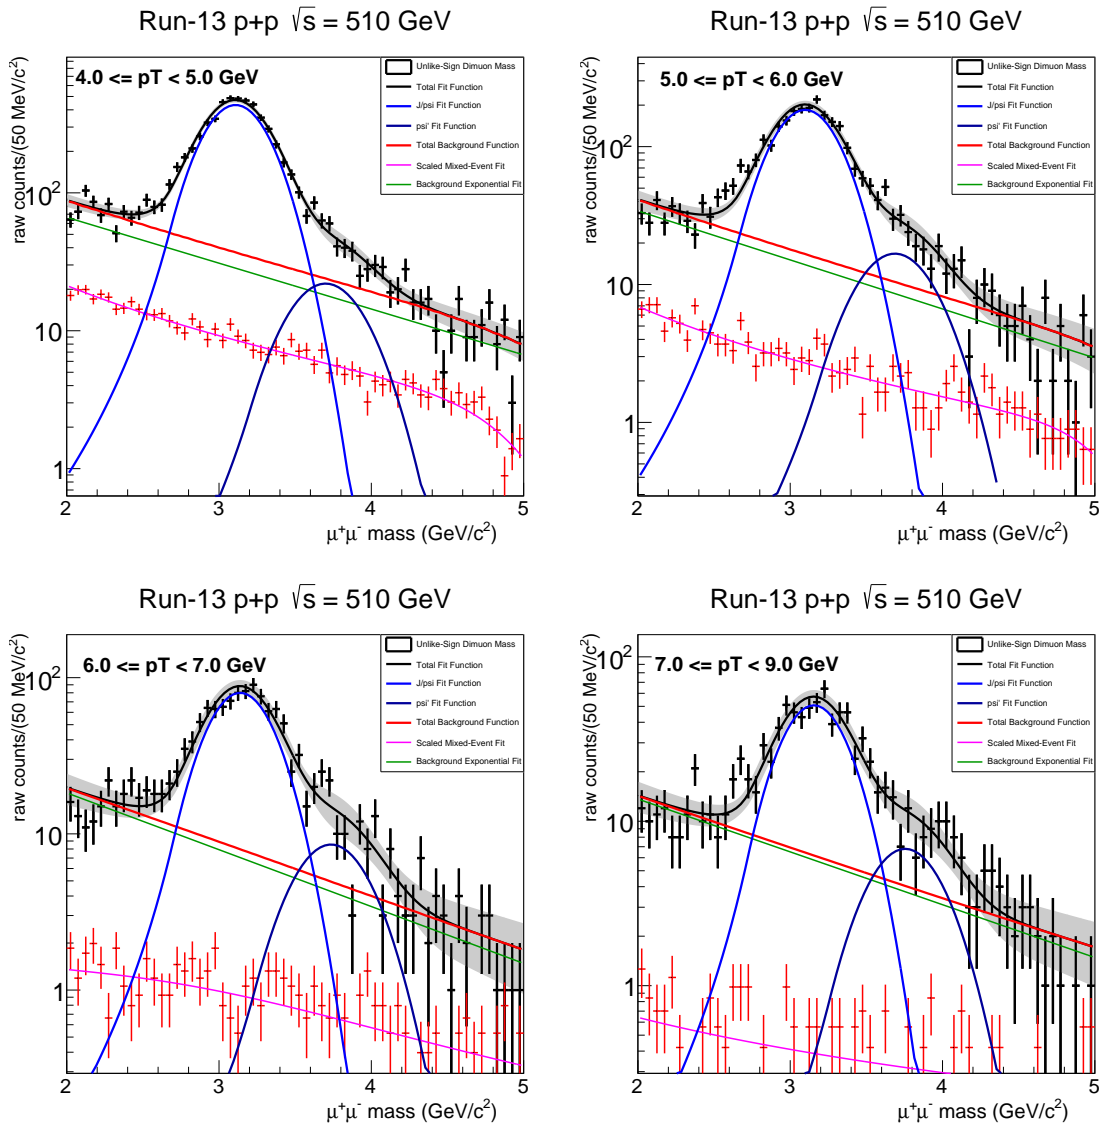 Run-13 p+p √s = 510 GeV
raw counts/(50 MeV/c²)
4.0 <= pT < 5.0 GeV
Unlike-Sign Dimuon Mass
Total Fit Function
J/psi Fit Function
psi' Fit Function
Total Background Function
Scaled Mixed-Event Fit
Background Exponential Fit
10²
10
1
2 3 4 5
μ⁺μ⁻ mass (GeV/c²)
Run-13 p+p √s = 510 GeV
raw counts/(50 MeV/c²)
5.0 <= pT < 6.0 GeV
Unlike-Sign Dimuon Mass
Total Fit Function
J/psi Fit Function
psi' Fit Function
Total Background Function
Scaled Mixed-Event Fit
Background Exponential Fit
10²
10
1
2 3 4 5
μ⁺μ⁻ mass (GeV/c²)
Run-13 p+p √s = 510 GeV
raw counts/(50 MeV/c²)
6.0 <= pT < 7.0 GeV
Unlike-Sign Dimuon Mass
Total Fit Function
J/psi Fit Function
psi' Fit Function
Total Background Function
Scaled Mixed-Event Fit
Background Exponential Fit
10²
10
1
2 3 4 5
μ⁺μ⁻ mass (GeV/c²)
Run-13 p+p √s = 510 GeV
raw counts/(50 MeV/c²)
7.0 <= pT < 9.0 GeV
Unlike-Sign Dimuon Mass
Total Fit Function
J/psi Fit Function
psi' Fit Function
Total Background Function
Scaled Mixed-Event Fit
Background Exponential Fit
10²
10
1
2 3 4 5
μ⁺μ⁻ mass (GeV/c²)